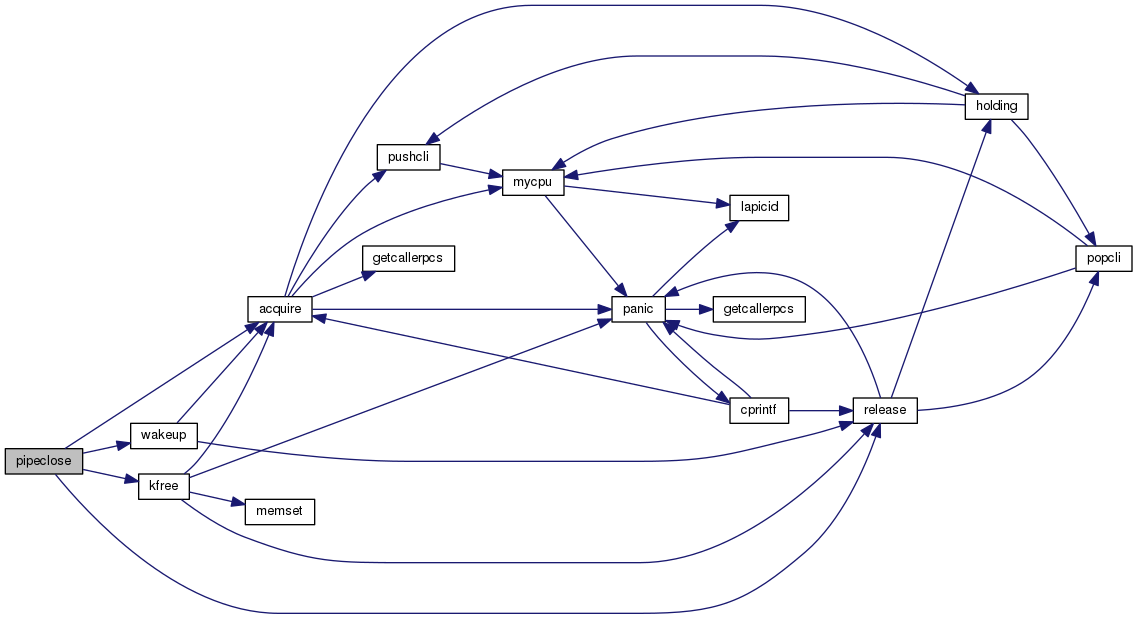 holding
pushcli
mycpu
lapicid
getcallerpcs
popcli
acquire
panic
getcallerpcs
cprintf
release
wakeup
pipeclose
kfree
memset